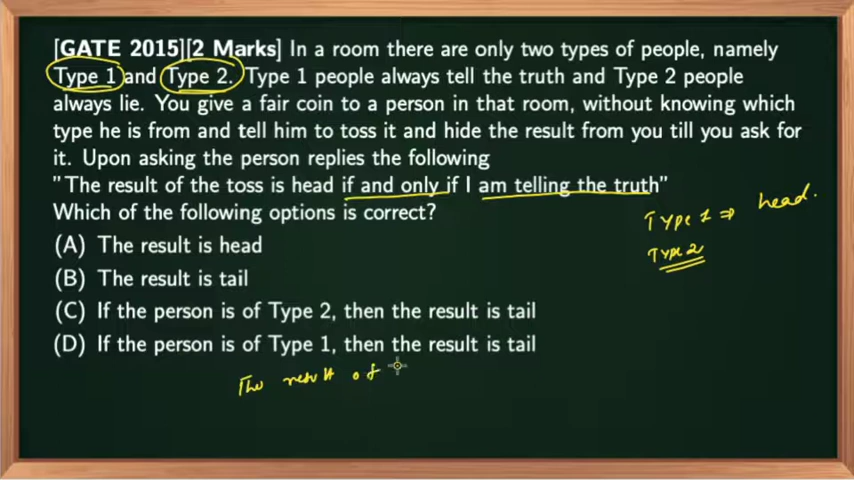 [GATE 2015][2 Marks] In a room there are only two types of people, namely
Type 1 and Type 2. Type 1 people always tell the truth and Type 2 people
always lie. You give a fair coin to a person in that room, without knowing which
type he is from and tell him to toss it and hide the result from you till you ask for
it. Upon asking the person replies the following
"The result of the toss is head if and only if I am telling the truth"
Which of the following options is correct?
Type 1 ⇒ head.
(A) The result is head
Type 2
(B) The result is tail
(C) If the person is of Type 2, then the result is tail
(D) If the person is of Type 1, then the result is tail
The result of